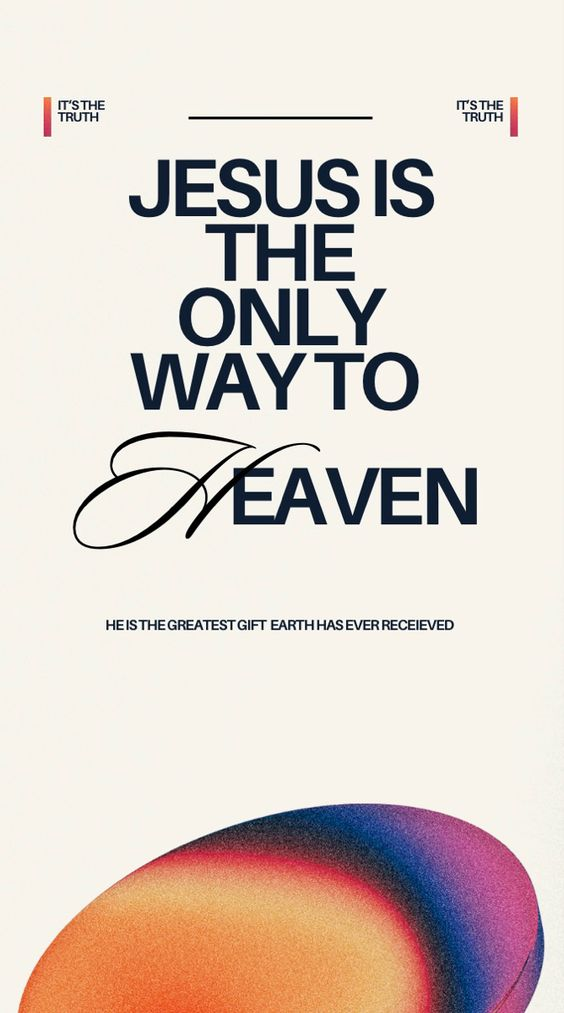 IT'S THE
TRUTH
IT'S THE
TRUTH
JESUS IS
THE
ONLY
WAY TO
HEAVEN
HE IS THE GREATEST GIFT EARTH HAS EVER RECEIEVED